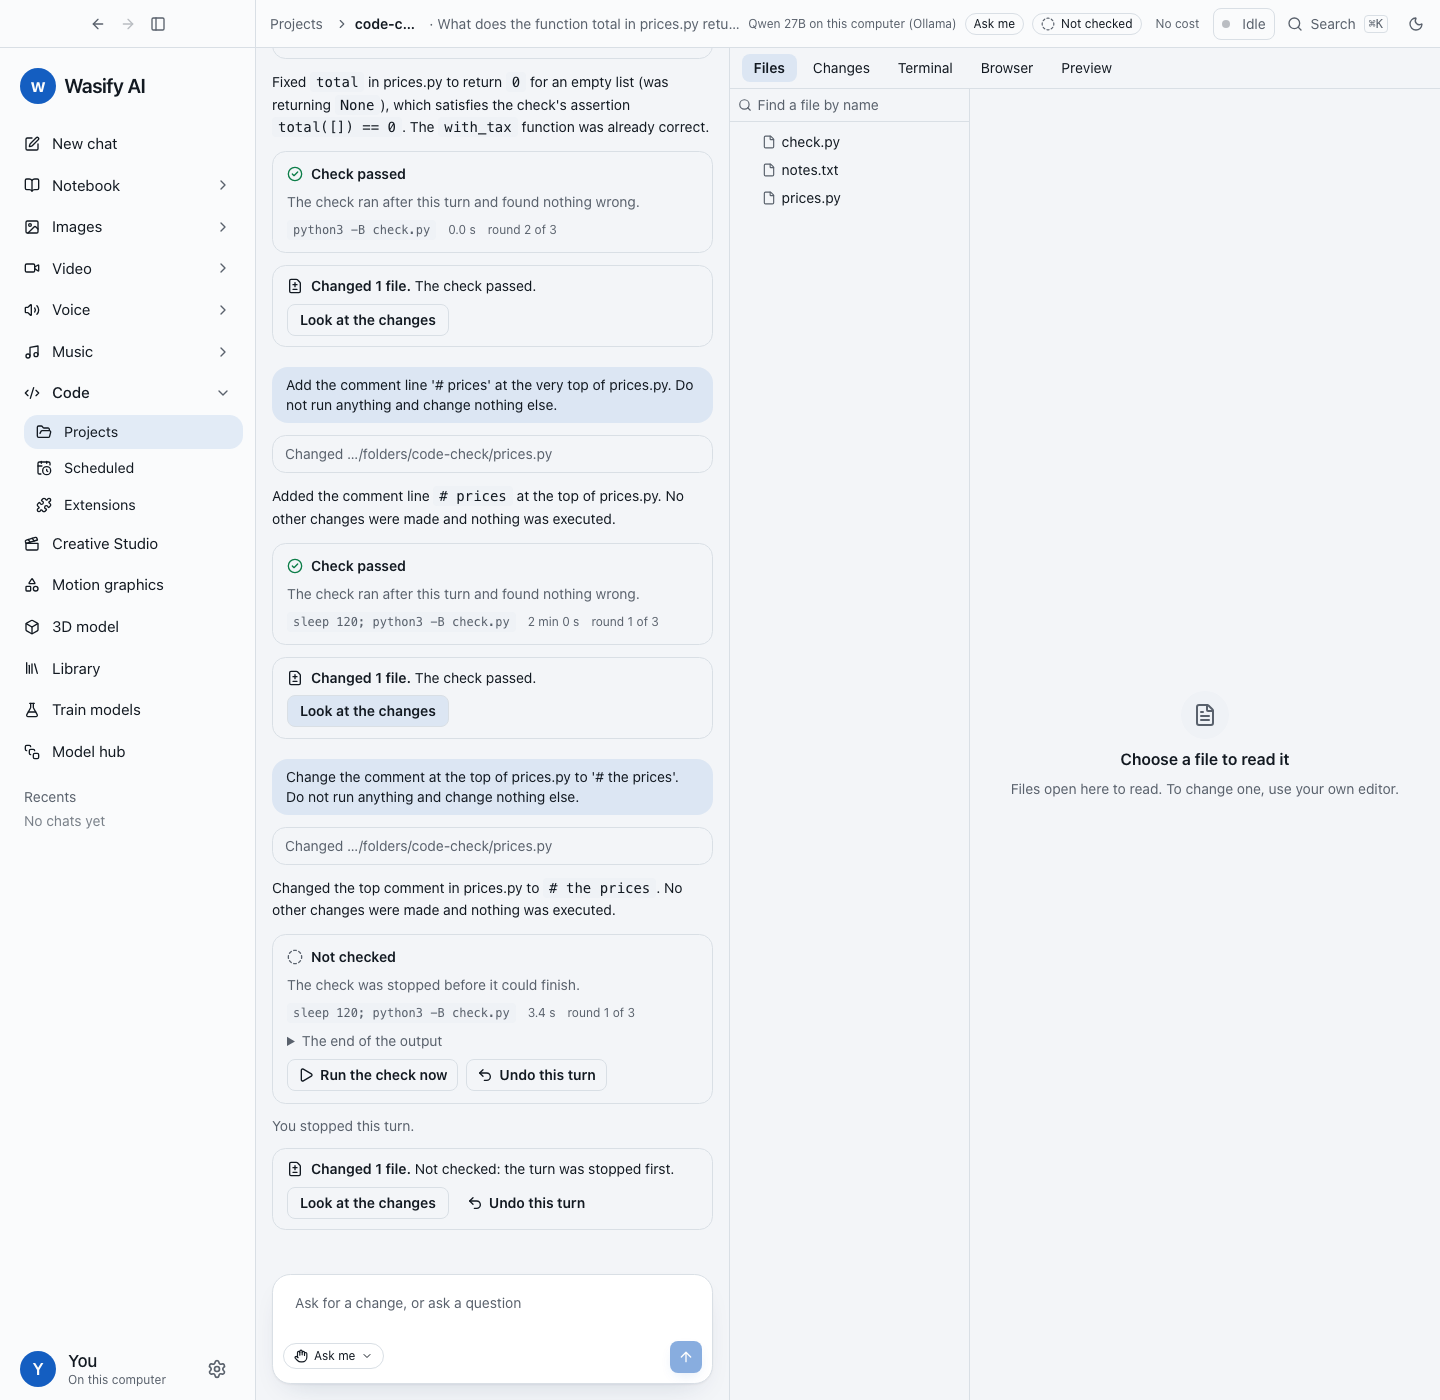 Projects
code-c...
· What does the function total in prices.py retu...
Qwen 27B on this computer (Ollama)
Ask me
Not checked
No cost
Idle
Search
⌘K
W
Wasify AI
New chat
Notebook
Images
Video
Voice
Music
Code
Projects
Scheduled
Extensions
Creative Studio
Motion graphics
3D model
Library
Train models
Model hub
Recents
No chats yet
Y
You
On this computer
Fixed total in prices.py to return 0 for an empty list (was
returning None ), which satisfies the check's assertion
total([]) == 0 . The with_tax function was already correct.
Check passed
The check ran after this turn and found nothing wrong.
python3 -B check.py 0.0 s round 2 of 3
Changed 1 file. The check passed.
Look at the changes
Add the comment line '# prices' at the very top of prices.py. Do
not run anything and change nothing else.
Changed .../folders/code-check/prices.py
Added the comment line # prices at the top of prices.py. No
other changes were made and nothing was executed.
Check passed
The check ran after this turn and found nothing wrong.
sleep 120; python3 -B check.py 2 min 0 s round 1 of 3
Changed 1 file. The check passed.
Look at the changes
Change the comment at the top of prices.py to '# the prices'.
Do not run anything and change nothing else.
Changed .../folders/code-check/prices.py
Changed the top comment in prices.py to # the prices . No
other changes were made and nothing was executed.
Not checked
The check was stopped before it could finish.
sleep 120; python3 -B check.py 3.4 s round 1 of 3
The end of the output
Run the check now
Undo this turn
You stopped this turn.
Changed 1 file. Not checked: the turn was stopped first.
Look at the changes
Undo this turn
Ask for a change, or ask a question
Ask me
Files
Changes
Terminal
Browser
Preview
Find a file by name
check.py
notes.txt
prices.py
Choose a file to read it
Files open here to read. To change one, use your own editor.